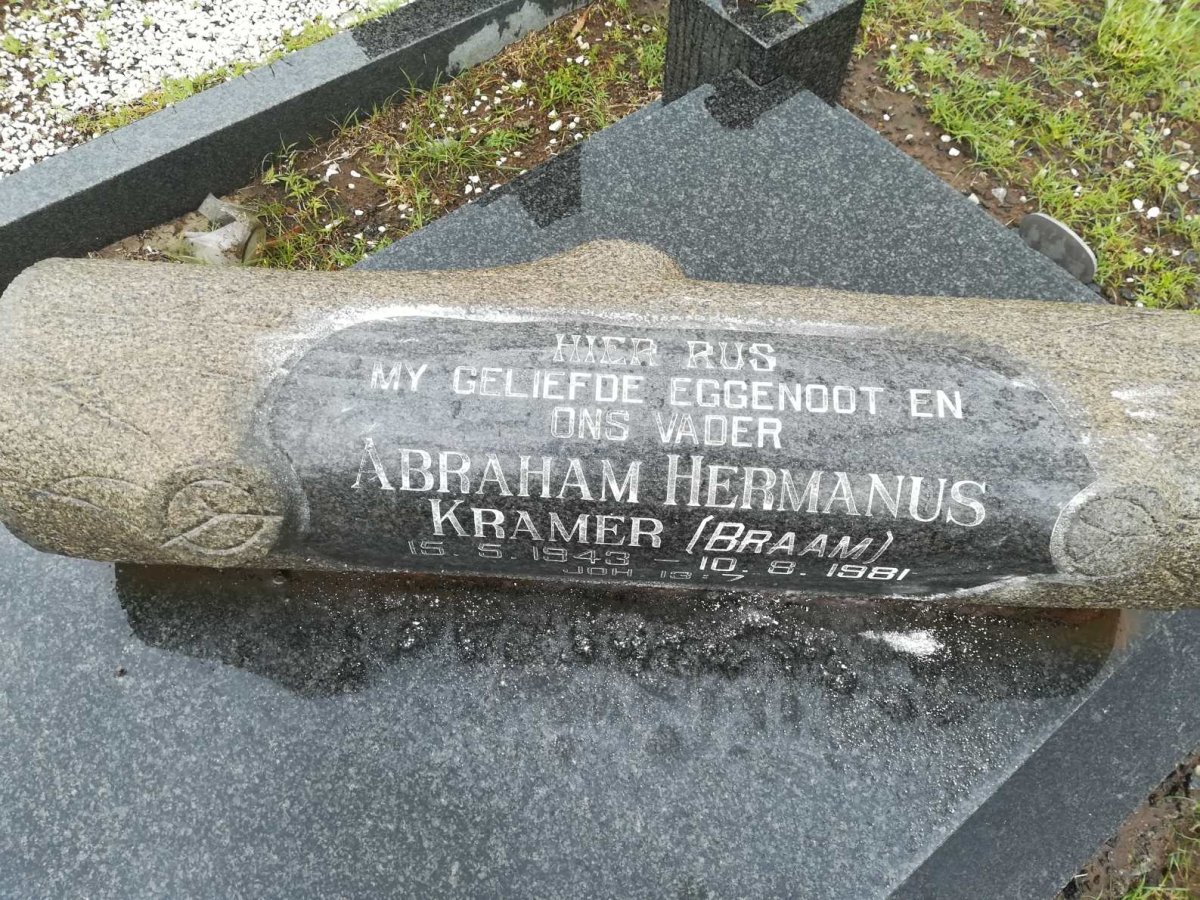 HIER RUS
MY GELIEFDE EGGENOOT EN
ONS VADER
ABRAHAM HERMANUS
KRAMER (BRAAM)
15. 5. 1943 – 10. 8. 1981
JOH. 13:7